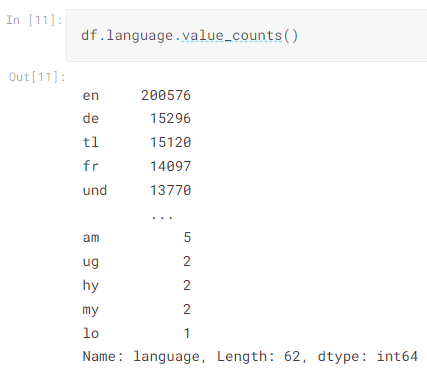 In [11]: df.language.value_counts()
Out[11]:
en 200576
de 15296
tl 15120
fr 14097
und 13770
...
am 5
ug 2
hy 2
my 2
lo 1
Name: language, Length: 62, dtype: int64